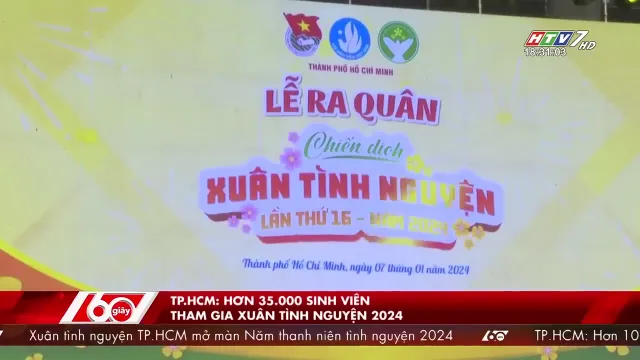 HTV7 HD
18:31:03
THÀNH PHỐ HỒ CHÍ MINH
LỄ RA QUÂN
Chiến dịch
XUÂN TÌNH NGUYỆN
LẦN THỨ 16 - NĂM 2024
Thành phố Hồ Chí Minh, ngày 07 tháng 01 năm 2024
60 giây
TP.HCM: HƠN 35.000 SINH VIÊN
THAM GIA XUÂN TÌNH NGUYỆN 2024
Xuân tình nguyện TP.HCM mở màn Năm thanh niên tình nguyện 2024 60 TP.HCM: Hơn 10